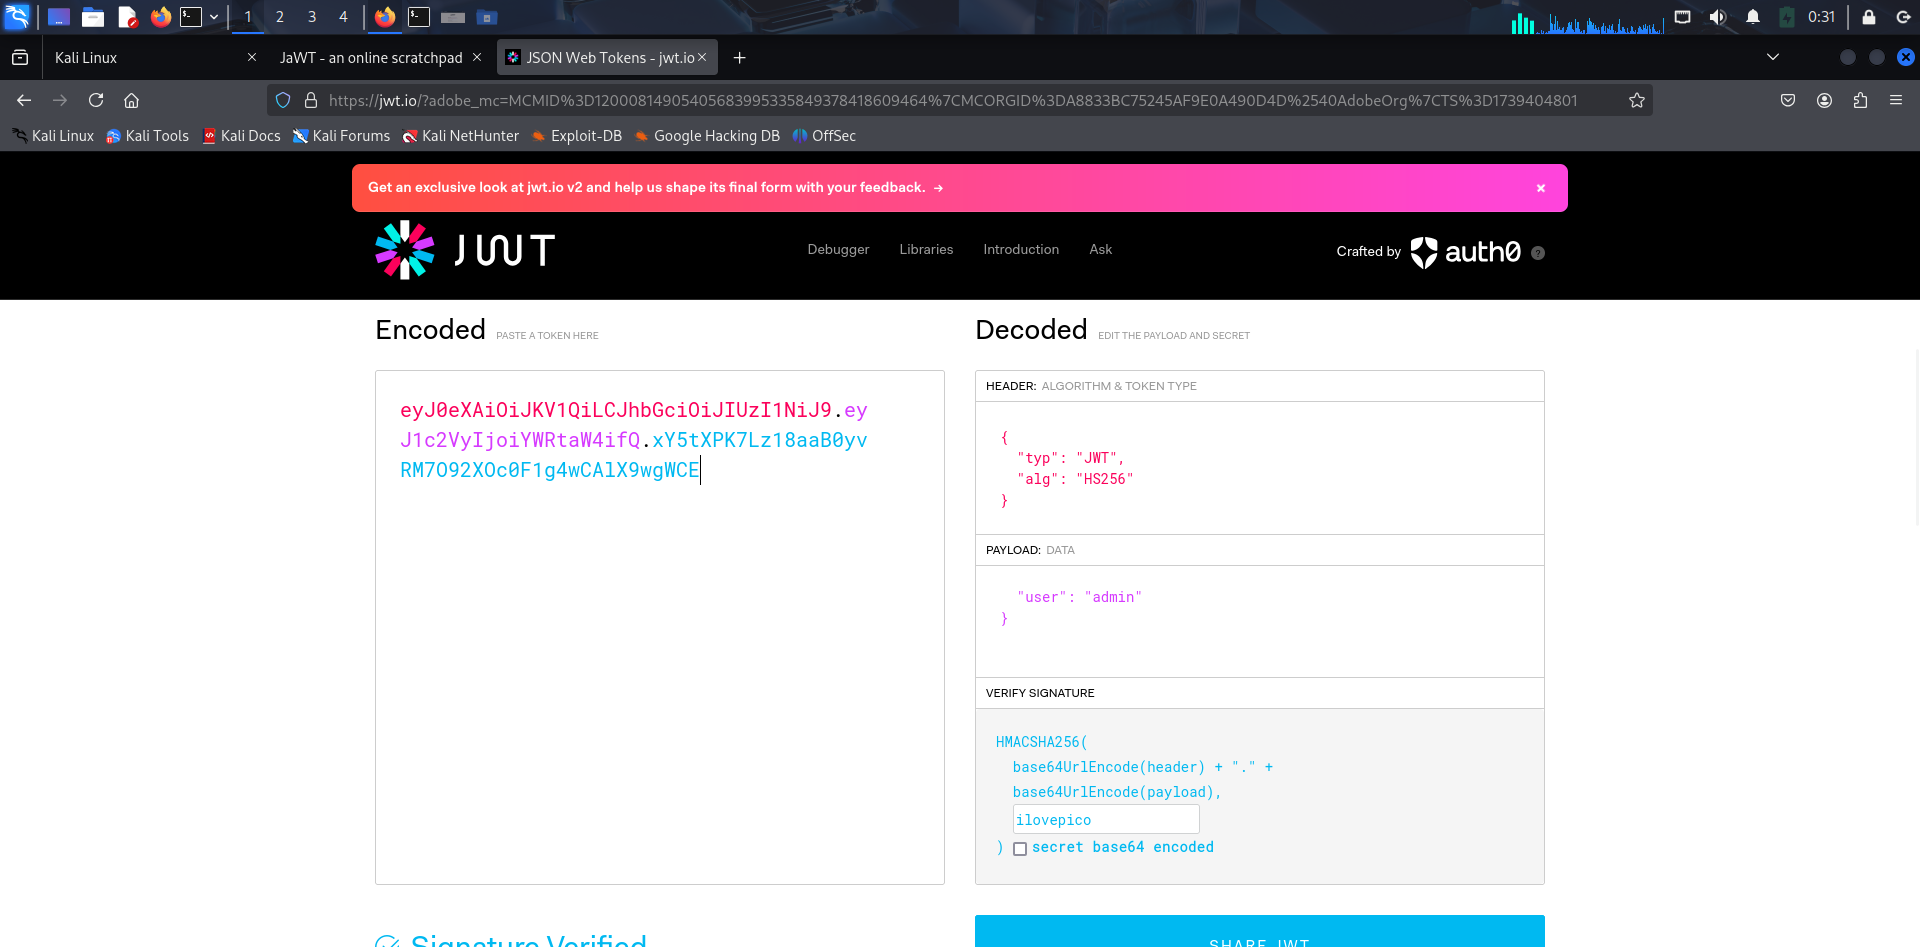 1 2 3 4 0:31
Kali Linux
JaWT - an online scratchpad
JSON Web Tokens - jwt.io
https://jwt.io/?adobe_mc=MCMID%3D12000814905405683995335849378418609464%7CMCORGID%3DA8833BC75245AF9E0A490D4D%2540AdobeOrg%7CTS%3D1739404801
Kali Linux Kali Tools Kali Docs Kali Forums Kali NetHunter Exploit-DB Google Hacking DB OffSec
Get an exclusive look at jwt.io v2 and help us shape its final form with your feedback. →
JWT
Debugger Libraries Introduction Ask
Crafted by auth0
Encoded PASTE A TOKEN HERE
eyJ0eXAiOiJKV1QiLCJhbGciOiJIUzI1NiJ9.ey
J1c2VyIjoiYWRtaW4ifQ.xY5tXPK7Lz18aaB0yv
RM7O92XOc0F1g4wCAlX9wgWCE
Decoded EDIT THE PAYLOAD AND SECRET
HEADER: ALGORITHM & TOKEN TYPE
{
"typ": "JWT",
"alg": "HS256"
}
PAYLOAD: DATA
"user": "admin"
}
VERIFY SIGNATURE
HMACSHA256(
base64UrlEncode(header) + "." +
base64UrlEncode(payload),
ilovepico
) secret base64 encoded
Signature Verified
SHARE JWT